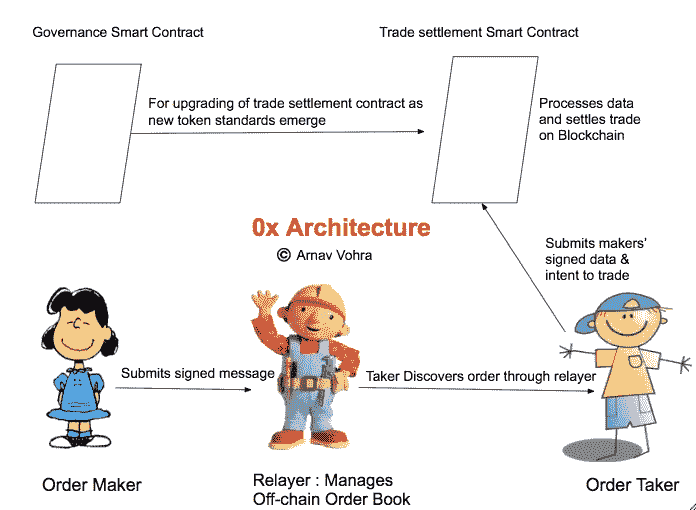 Governance Smart Contract
Trade settlement Smart Contract
For upgrading of trade settlement contract as
new token standards emerge
Processes data
and settles trade
on Blockchain
0x Architecture
© Arnav Vohra
Submits makers'
signed data &
intent to trade
Submits signed message
Taker Discovers order through relayer
Order Maker
Relayer : Manages
Off-chain Order Book
Order Taker